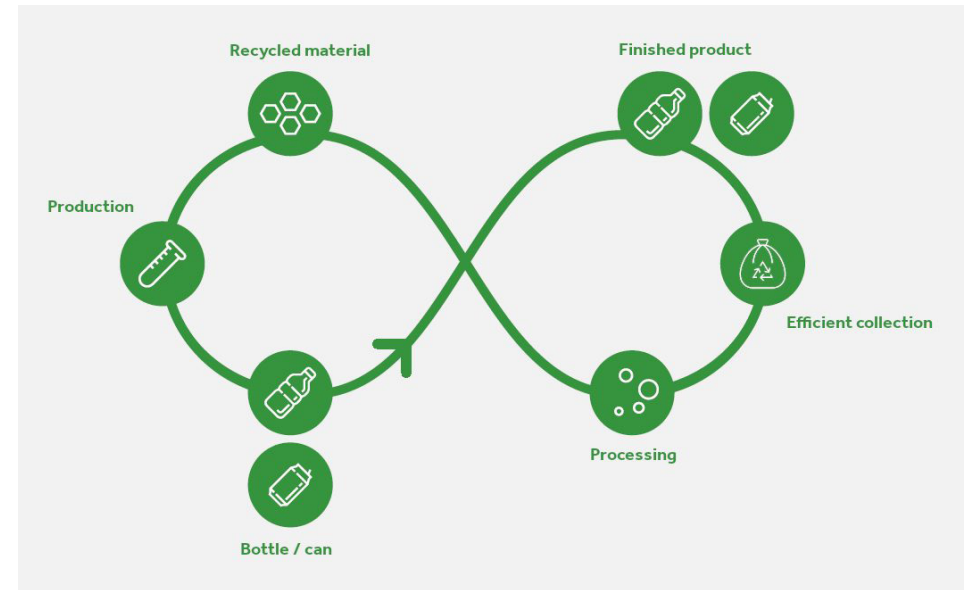 Recycled material
Finished product
Production
Efficient collection
Processing
Bottle / can